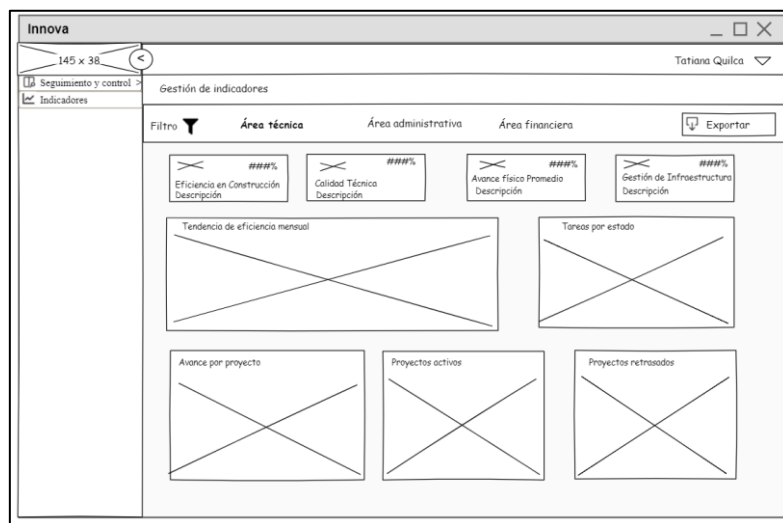 Innova
145 x 38
<
Tatiana Quilca
Seguimiento y control >
Indicadores
Gestión de indicadores
Filtro
Área técnica
Área administrativa
Área financiera
Exportar
###%
Eficiencia en Construcción
Descripción
###%
Calidad Técnica
Descripción
###%
Avance físico Promedio
Descripción
###%
Gestión de Infraestructura
Descripción
Tendencia de eficiencia mensual
Tareas por estado
Avance por proyecto
Proyectos activos
Proyectos retrasados